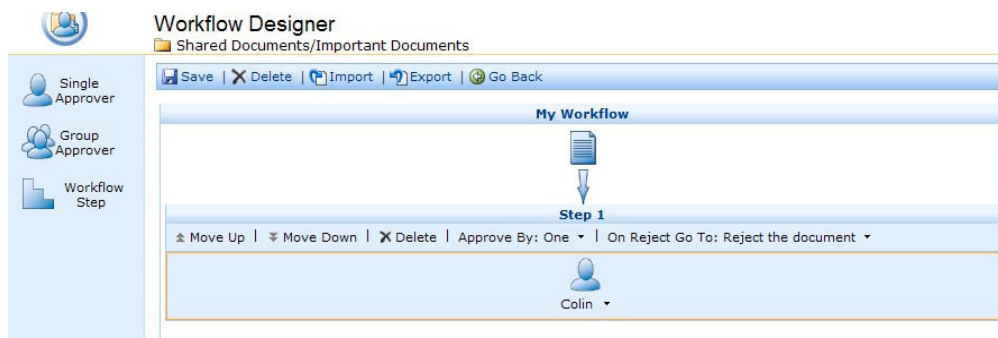 Workflow Designer
Shared Documents/Important Documents
Single
Approver
Group
Approver
Workflow
Step
Save | Delete | Import | Export | Go Back
My Workflow
Step 1
Move Up | Move Down | Delete | Approve By: One | On Reject Go To: Reject the document
Colin